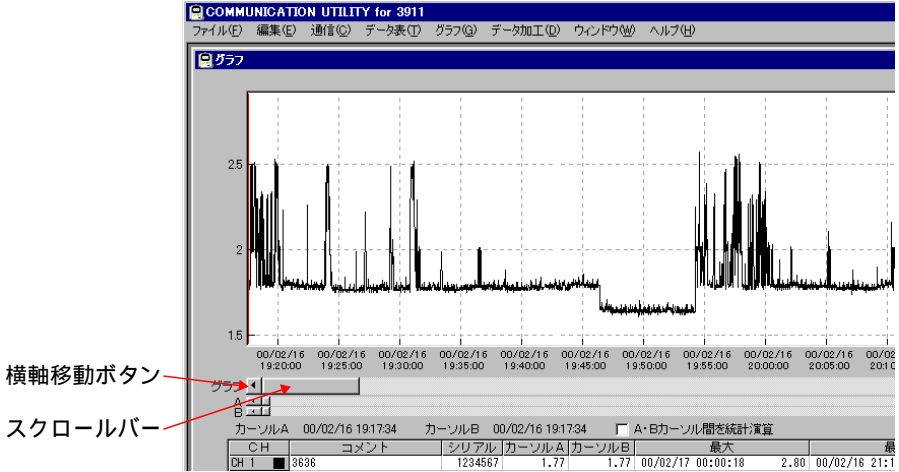 COMMUNICATION UTILITY for 3911
ファイル(F) 編集(E) 通信(C) データ表(T) グラフ(G) データ加工(D) ウィンドウ(W) ヘルプ(H)
グラフ
2.5
2
1.5
00/02/16 00/02/16 00/02/16 00/02/16 00/02/16 00/02/16 00/02/16 00/02/16 00/02/16 00/02/16 00/02
19:20:00 19:25:00 19:30:00 19:35:00 19:40:00 19:45:00 19:50:00 19:55:00 20:00:00 20:05:00 20:1
横軸移動ボタン
グラフ
A
B
スクロールバー
カーソルA 00/02/16 19:17:34 カーソルB 00/02/16 19:17:34 A・Bカーソル間を統計演算
CH コメント シリアル カーソルA カーソルB 最大 最
CH 1 3636 1234567 1.77 1.77 00/02/17 00:00:18 2.80 00/02/16 21:1